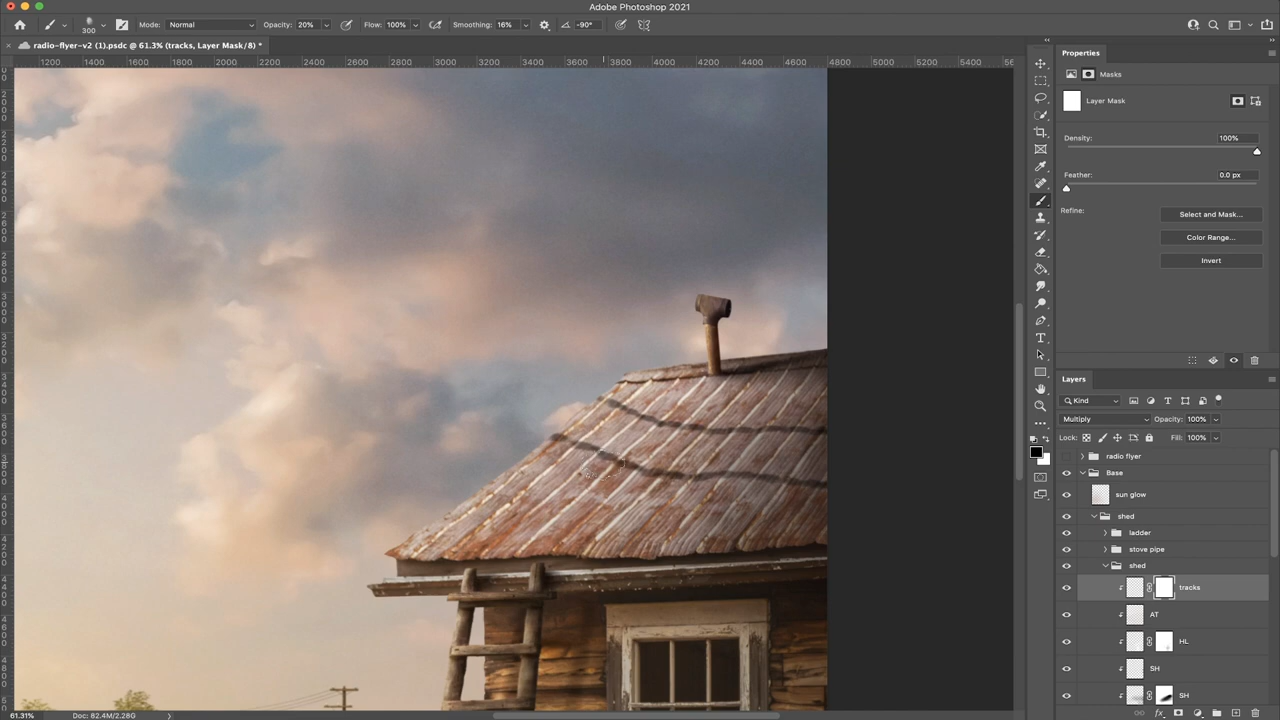 Adobe Photoshop 2021
300 Mode: Normal Opacity: 20% Flow: 100% Smoothing: 16% -90°
× radio-flyer-v2 (1).psdc @ 61.3% (tracks, Layer Mask/8) *
1200 1400 1600 1800 2000 2200 2400 2600 2800 3000 3200 3400 3600 3800 4000 4200 4400 4600 4800 5000 5200 5400
Properties
Masks
Layer Mask
Density: 100%
Feather: 0.0 px
Refine: Select and Mask...
Color Range...
Invert
Layers
Kind
Multiply Opacity: 100%
Lock: Fill: 100%
radio flyer
Base
sun glow
shed
ladder
stove pipe
shed
tracks
AT
HL
SH
SH
61.31% Doc: 82.4M/2.28G